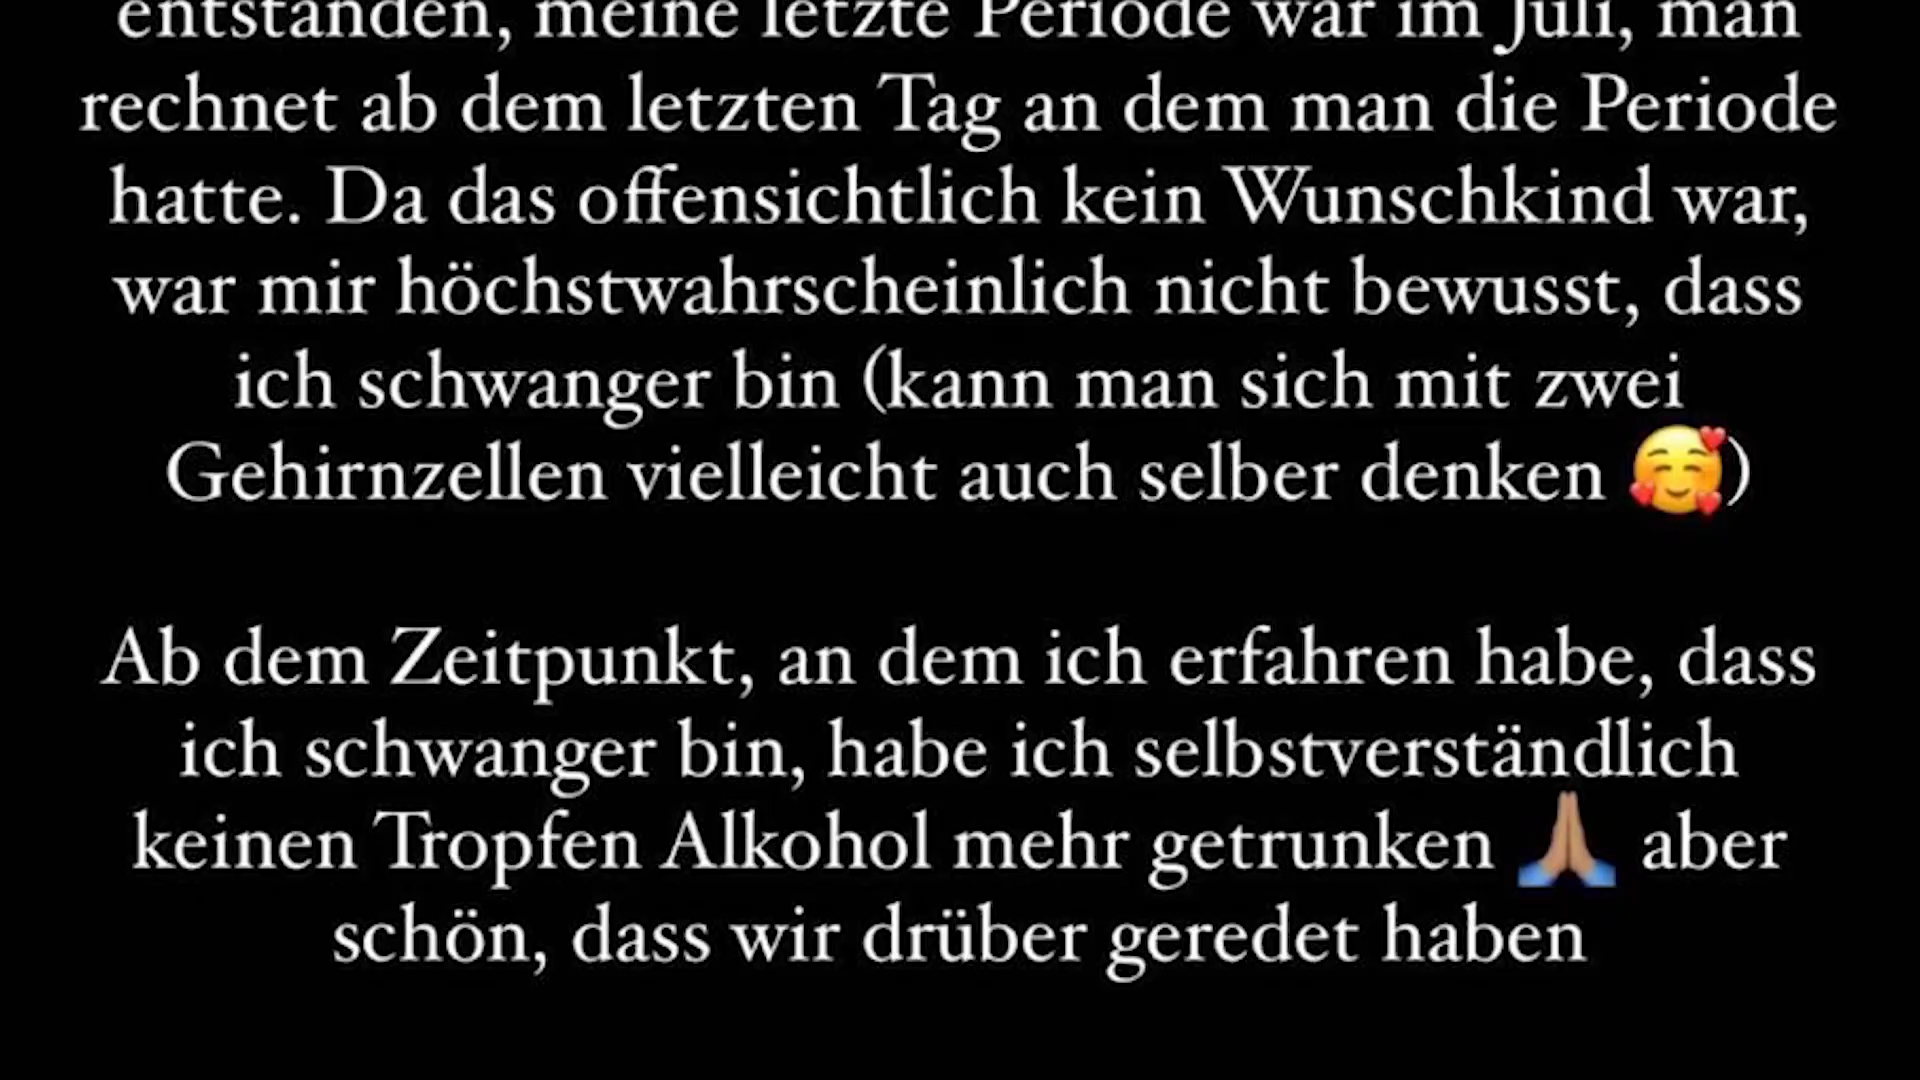 entstanden, meine letzte Periode war im Juli, man
rechnet ab dem letzten Tag an dem man die Periode
hatte. Da das offensichtlich kein Wunschkind war,
war mir höchstwahrscheinlich nicht bewusst, dass
ich schwanger bin (kann man sich mit zwei
Gehirnzellen vielleicht auch selber denken 🥰)
Ab dem Zeitpunkt, an dem ich erfahren habe, dass
ich schwanger bin, habe ich selbstverständlich
keinen Tropfen Alkohol mehr getrunken 🙏🏽 aber
schön, dass wir drüber geredet haben